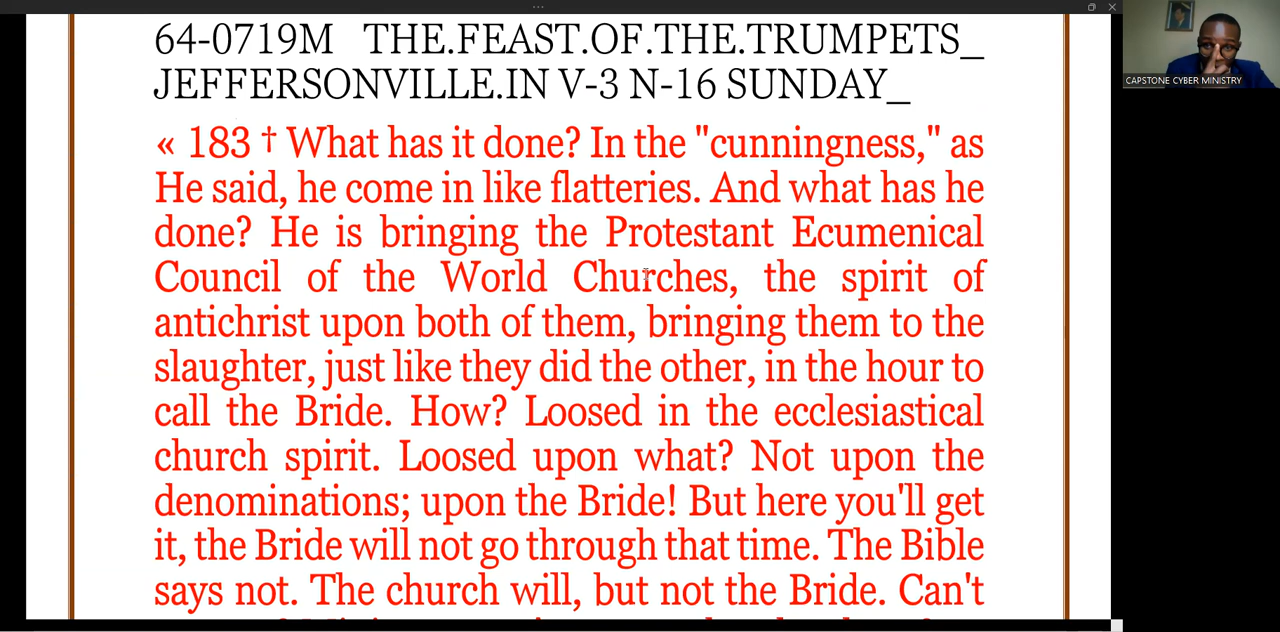 64-0719M THE.FEAST.OF.THE.TRUMPETS_
JEFFERSONVILLE.IN V-3 N-16 SUNDAY_
« 183 † What has it done? In the "cunningness," as
He said, he come in like flatteries. And what has he
done? He is bringing the Protestant Ecumenical
Council of the World Churches, the spirit of
antichrist upon both of them, bringing them to the
slaughter, just like they did the other, in the hour to
call the Bride. How? Loosed in the ecclesiastical
church spirit. Loosed upon what? Not upon the
denominations; upon the Bride! But here you'll get
it, the Bride will not go through that time. The Bible
says not. The church will, but not the Bride. Can't
CAPSTONE CYBER MINISTRY